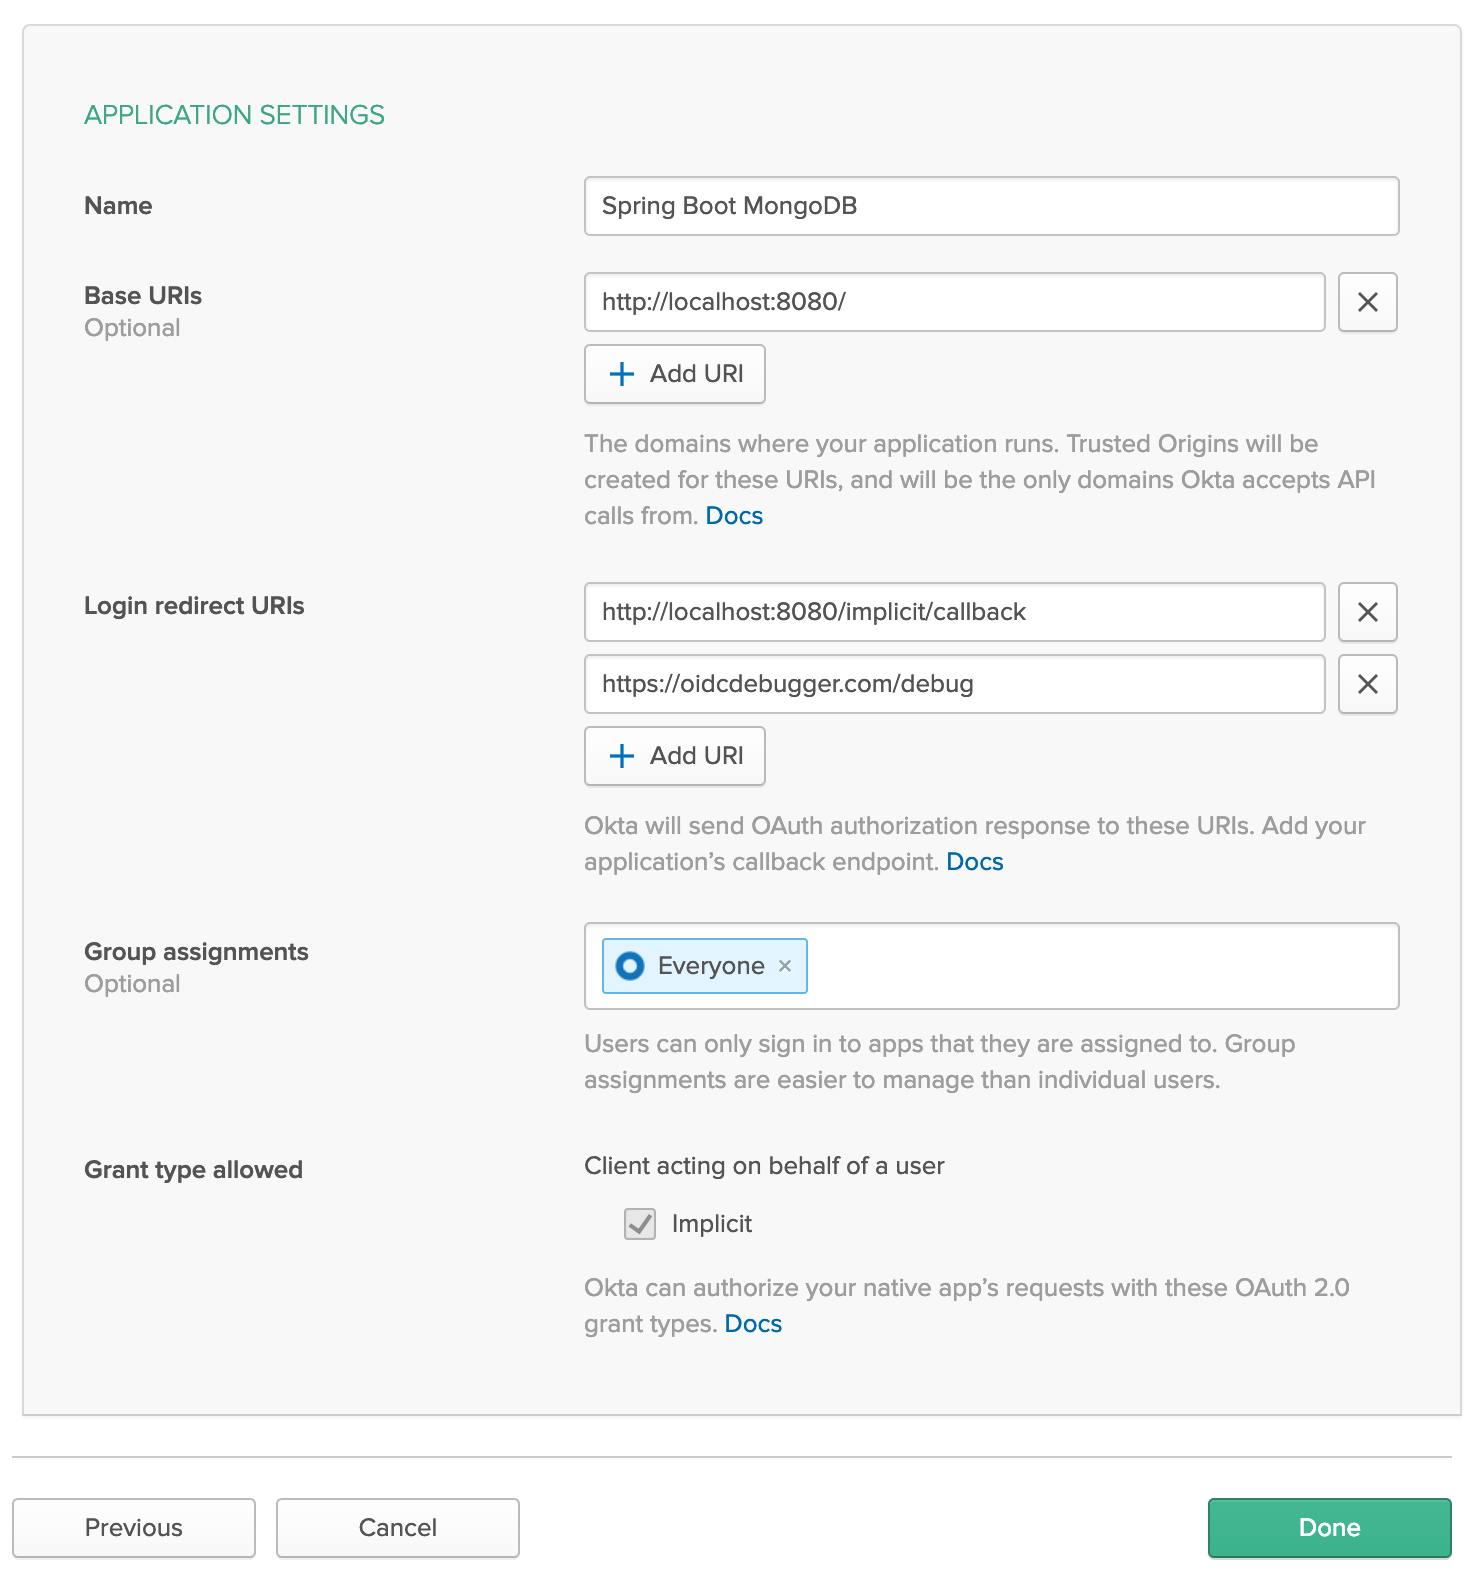 APPLICATION SETTINGS
Name
Spring Boot MongoDB
Base URIs
Optional
http://localhost:8080/
Add URI
The domains where your application runs. Trusted Origins will be
created for these URIs, and will be the only domains Okta accepts API
calls from. Docs
Login redirect URIs
http://localhost:8080/implicit/callback
https://oidcdebugger.com/debug
Add URI
Okta will send OAuth authorization response to these URIs. Add your
application’s callback endpoint. Docs
Group assignments
Optional
Everyone
Users can only sign in to apps that they are assigned to. Group
assignments are easier to manage than individual users.
Grant type allowed
Client acting on behalf of a user
Implicit
Okta can authorize your native app’s requests with these OAuth 2.0
grant types. Docs
Previous
Cancel
Done